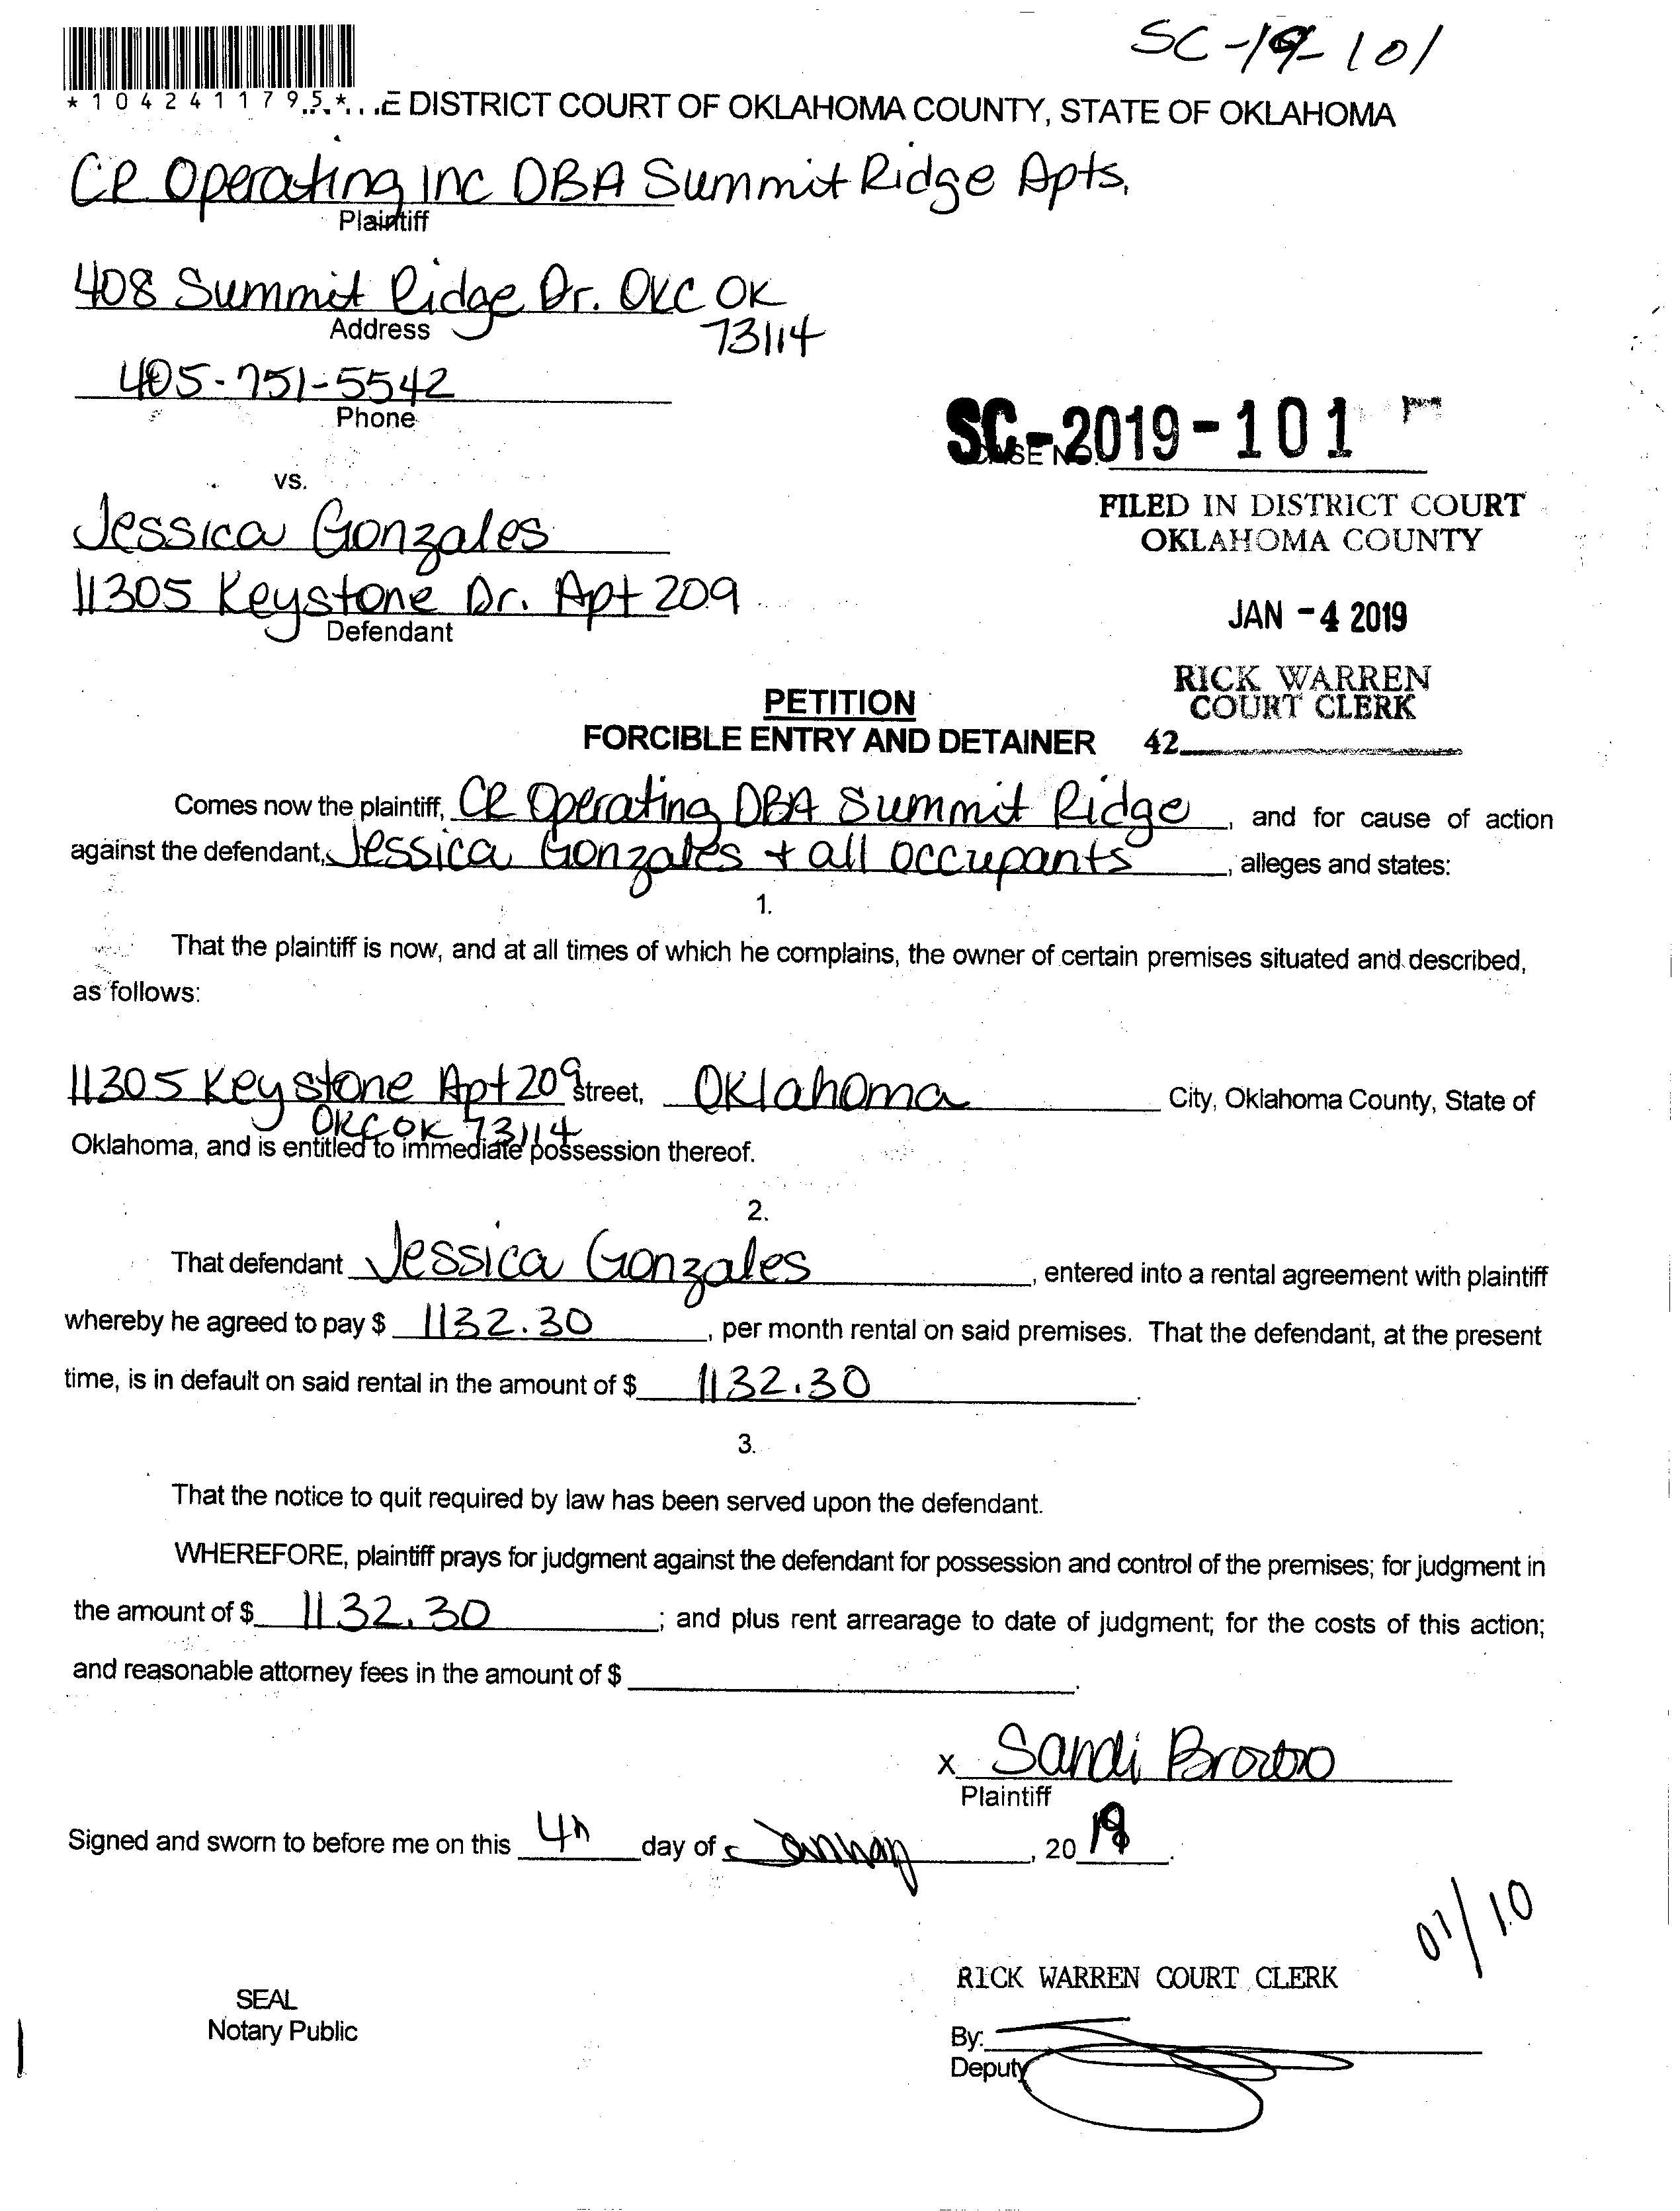 SC-19-101
*1042411795*...E DISTRICT COURT OF OKLAHOMA COUNTY, STATE OF OKLAHOMA
CR Operating Inc DBA Summit Ridge Apts,
Plaintiff
408 Summit Ridge Dr. OKC OK
73114
Address
405-751-5542
Phone
SC-2019-101
CASE NO.
vs.
FILED IN DISTRICT COURT
OKLAHOMA COUNTY
Jessica Gonzales
11305 Keystone Dr. Apt 209
Defendant
JAN -4 2019
RICK WARREN
COURT CLERK
42
PETITION
FORCIBLE ENTRY AND DETAINER
Comes now the plaintiff, CR Operating DBA Summit Ridge, and for cause of action
against the defendant, Jessica Gonzales + all occupants, alleges and states:
1.
That the plaintiff is now, and at all times of which he complains, the owner of certain premises situated and described,
as follows:
11305 Keystone Apt 209 street, Oklahoma City, Oklahoma County, State of
OKC OK 73114
Oklahoma, and is entitled to immediate possession thereof.
2.
That defendant Jessica Gonzales, entered into a rental agreement with plaintiff
whereby he agreed to pay $ 1132.30, per month rental on said premises. That the defendant, at the present
time, is in default on said rental in the amount of $ 1132.30.
3.
That the notice to quit required by law has been served upon the defendant.
WHEREFORE, plaintiff prays for judgment against the defendant for possession and control of the premises; for judgment in
the amount of $ 1132.30; and plus rent arrearage to date of judgment; for the costs of this action;
and reasonable attorney fees in the amount of $.
x Sandi Brown
Plaintiff
Signed and sworn to before me on this 4th day of January, 2019.
01/10
RICK WARREN COURT CLERK
SEAL
Notary Public
By:
Deputy